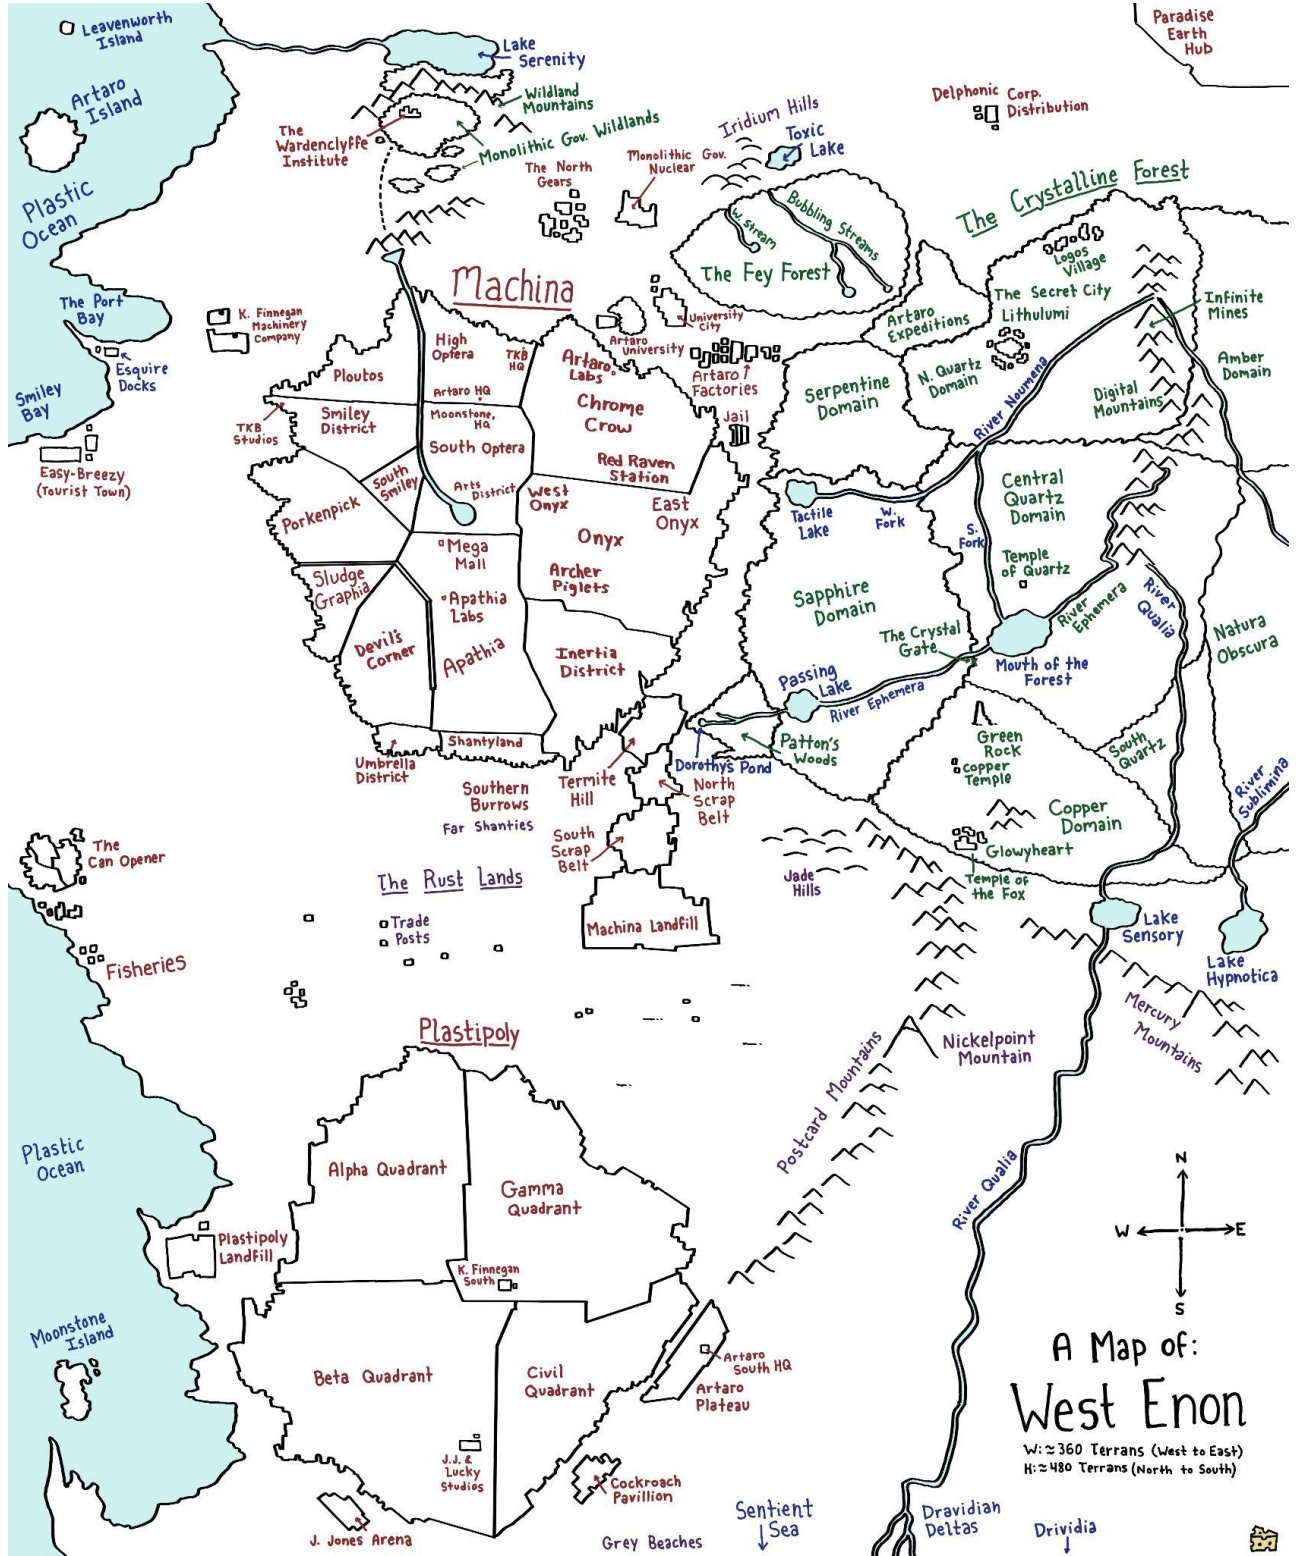 Leavenworth
Island
Artaro
Island
Plastic
Ocean
Lake
Serenity
Wildland
Mountains
The
Wardenclyffe
Institute
Monolithic Gov. Wildlands
The North
Gears
Monolithic Gov.
Nuclear
Iridium Hills
Toxic
Lake
Delphonic Corp.
Distribution
Paradise
Earth
Hub
The Crystalline Forest
W. Stream
Bubbling Streams
The Fey Forest
Logos
Village
The Secret City
Lithulumi
Infinite
Mines
Artaro
Expeditions
N. Quartz
Domain
River Noumena
Digital
Mountains
Amber
Domain
Serpentine
Domain
The Port
Bay
Esquire
Docks
Smiley
Bay
Easy-Breezy
(Tourist Town)
K. Finnegan
Machinery
Company
Machina
University
City
Artaro
University
Artaro
Factories
Jail
Ploutos
High
Optera
TKB
HQ
Artaro
Labs
Artaro HQ
Chrome
Crow
TKB
Studios
Smiley
District
Moonstone
HQ
South Optera
Red Raven
Station
South
Smiley
Arts
District
West
Onyx
East
Onyx
Porkenpick
Onyx
Mega
Mall
Archer
Piglets
Sludge
Graphia
Apathia
Labs
Devil's
Corner
Apathia
Inertia
District
Umbrella
District
Shantyland
Southern
Burrows
Far Shanties
Termite
Hill
North
Scrap
Belt
South
Scrap
Belt
Machina Landfill
Tactile
Lake
W.
Fork
S.
Fork
Central
Quartz
Domain
Temple
of Quartz
Sapphire
Domain
The Crystal
Gate
River
Ephemera
River
Qualia
Natura
Obscura
Mouth of the
Forest
Passing
Lake
River Ephemera
Dorothy's Pond
Patton's
Woods
Green
Rock
Copper
Temple
South
Quartz
Copper
Domain
Glowyheart
Temple of
the Fox
River
Sublimina
Jade
Hills
Lake
Sensory
Lake
Hypnotica
Mercury
Mountains
The
Can Opener
The Rust Lands
Trade
Posts
Fisheries
Plastipoly
Nickelpoint
Mountain
Postcard Mountains
Plastic
Ocean
Alpha Quadrant
Gamma
Quadrant
River Qualia
Plastipoly
Landfill
K. Finnegan
South
Moonstone
Island
Beta Quadrant
Civil
Quadrant
Artaro
South HQ
Artaro
Plateau
J.J. &
Lucky
Studios
Cockroach
Pavillion
J. Jones Arena
Grey Beaches
Sentient
Sea
Dravidian
Deltas
Drividia
N
W
E
S
A Map of:
West Enon
W: ≈360 Terrans (West to East)
H: ≈480 Terrans (North to South)